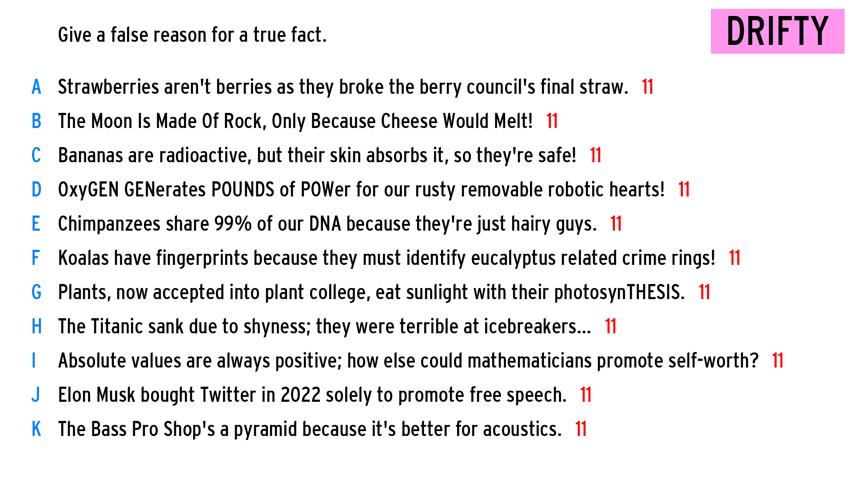 Give a false reason for a true fact.
DRIFTY
A Strawberries aren't berries as they broke the berry council's final straw. 11
B The Moon Is Made Of Rock, Only Because Cheese Would Melt! 11
C Bananas are radioactive, but their skin absorbs it, so they're safe! 11
D OxyGEN GENerates POUNDS of POWer for our rusty removable robotic hearts! 11
E Chimpanzees share 99% of our DNA because they're just hairy guys. 11
F Koalas have fingerprints because they must identify eucalyptus related crime rings! 11
G Plants, now accepted into plant college, eat sunlight with their photosynTHESIS. 11
H The Titanic sank due to shyness; they were terrible at icebreakers... 11
I Absolute values are always positive; how else could mathematicians promote self-worth? 11
J Elon Musk bought Twitter in 2022 solely to promote free speech. 11
K The Bass Pro Shop's a pyramid because it's better for acoustics. 11